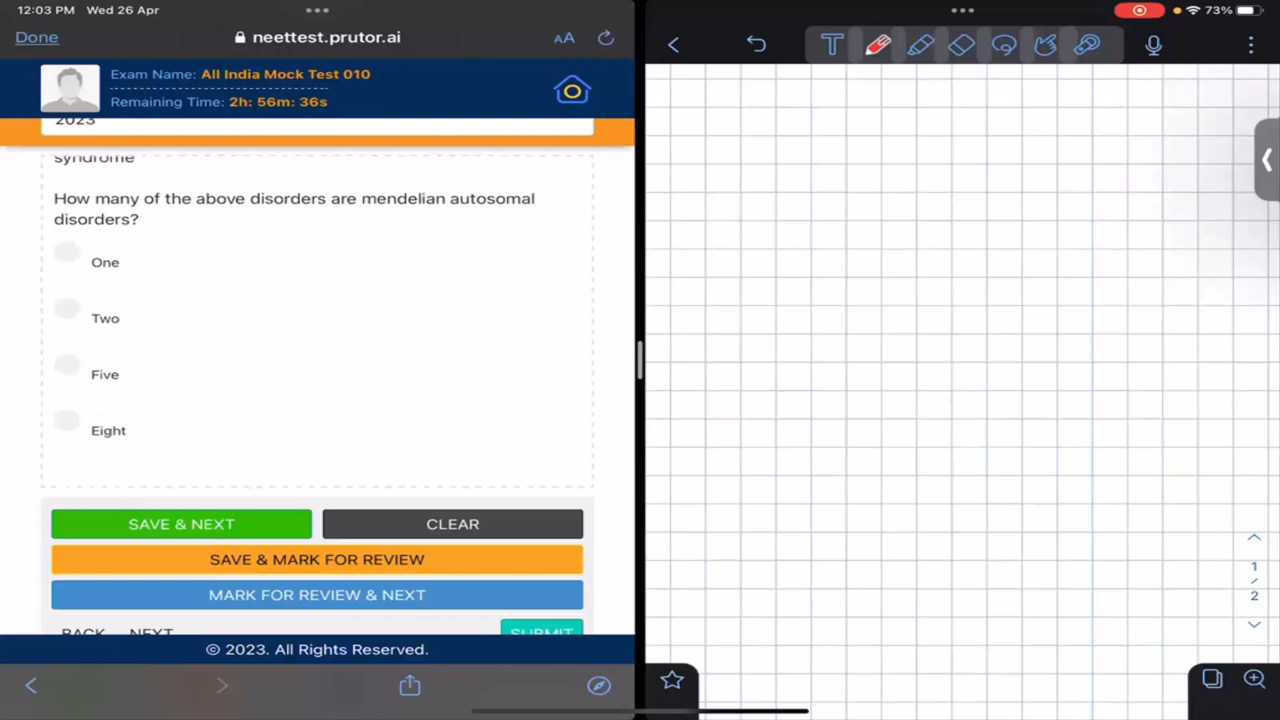 12:03 PM Wed 26 Apr
73%
Done
neettest.prutor.ai
AA
Exam Name: All India Mock Test 010
Remaining Time: 2h: 56m: 36s
2023
syndrome
How many of the above disorders are mendelian autosomal
disorders?
One
Two
Five
Eight
SAVE & NEXT
CLEAR
SAVE & MARK FOR REVIEW
MARK FOR REVIEW & NEXT
BACK
NEXT
SUBMIT
© 2023. All Rights Reserved.
T
1
/
2